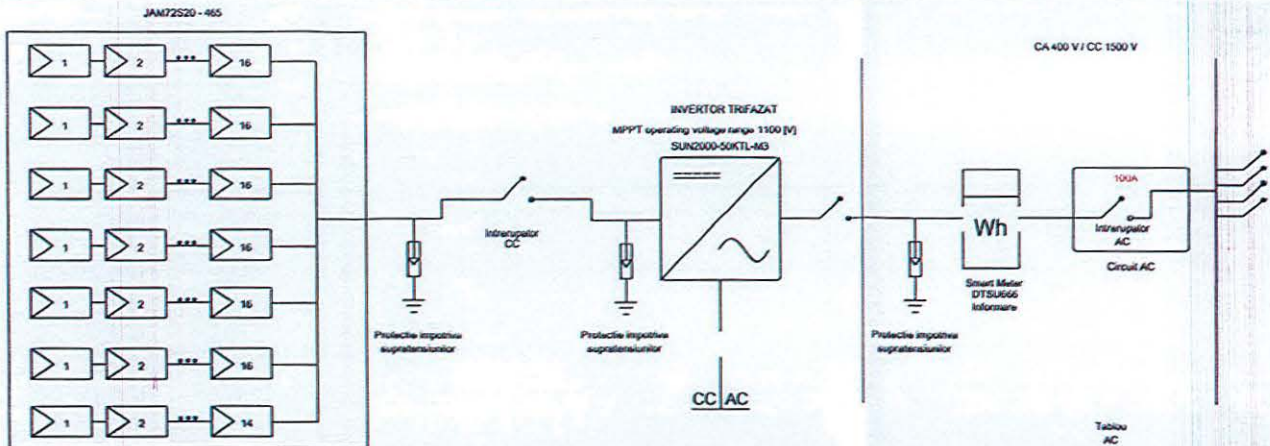 JAM72S20 - 465
CA 400 V / CC 1500 V
1 2 ••• 16
1 2 ••• 16
1 2 ••• 16
1 2 ••• 16
1 2 ••• 16
1 2 ••• 16
1 2 ••• 14
INVERTOR TRIFAZAT
MPPT operating voltage range 1100 [V]
SUN2000-50KTL-M3
Intrerupator
CC
Protectie impotriva
supratensiunilor
Protectie impotriva
supratensiunilor
CC AC
Protectie impotriva
supratensiunilor
Wh
Smart Meter
DTSU666
Informare
100A
Intrerupator
AC
Circuit AC
Tablou
AC